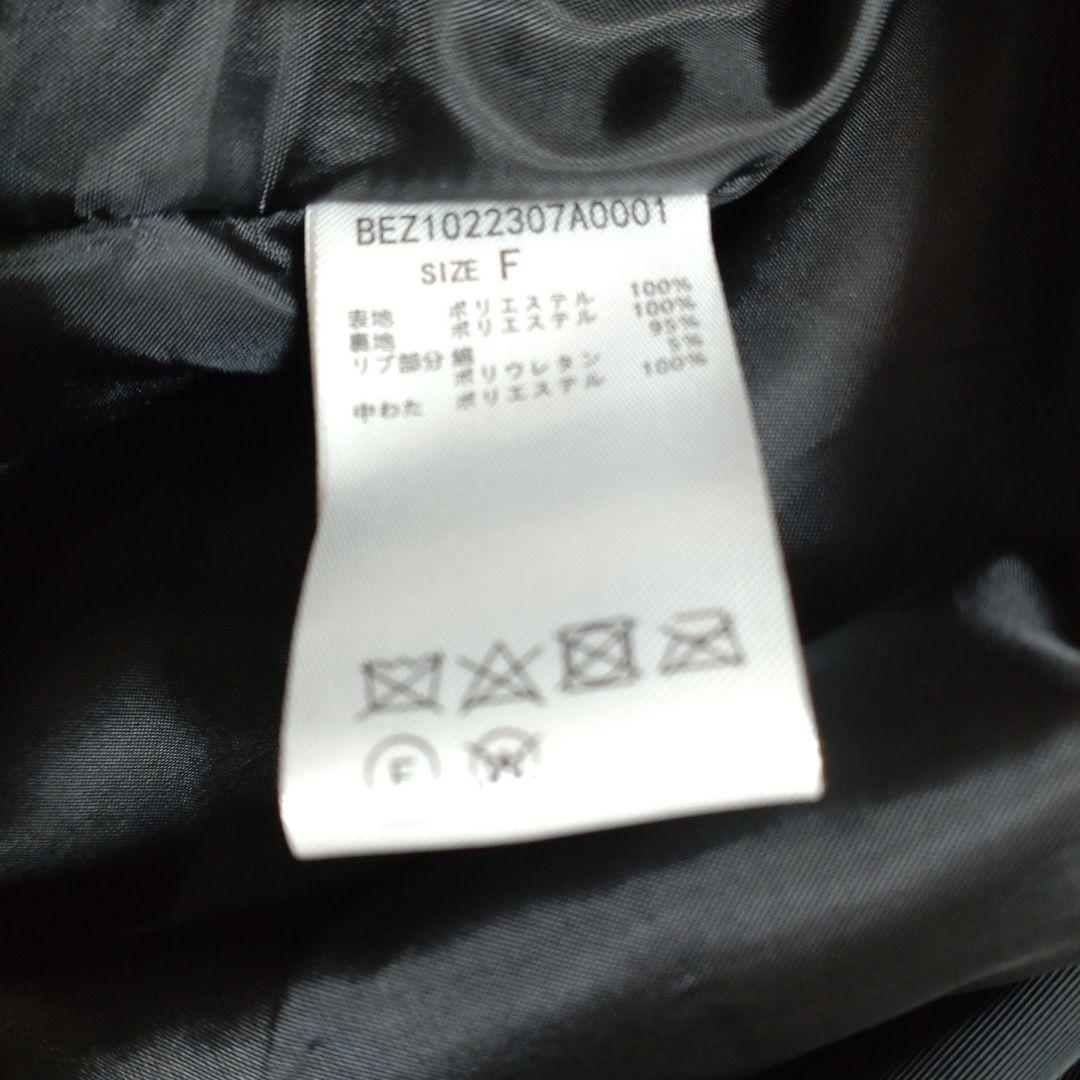 BEZ1022307A0001
SIZE F
表地 ポリエステル 100%
裏地 ポリエステル 100%
リブ部分 綿 95%
ポリウレタン 5%
中わた ポリエステル 100%
F
W